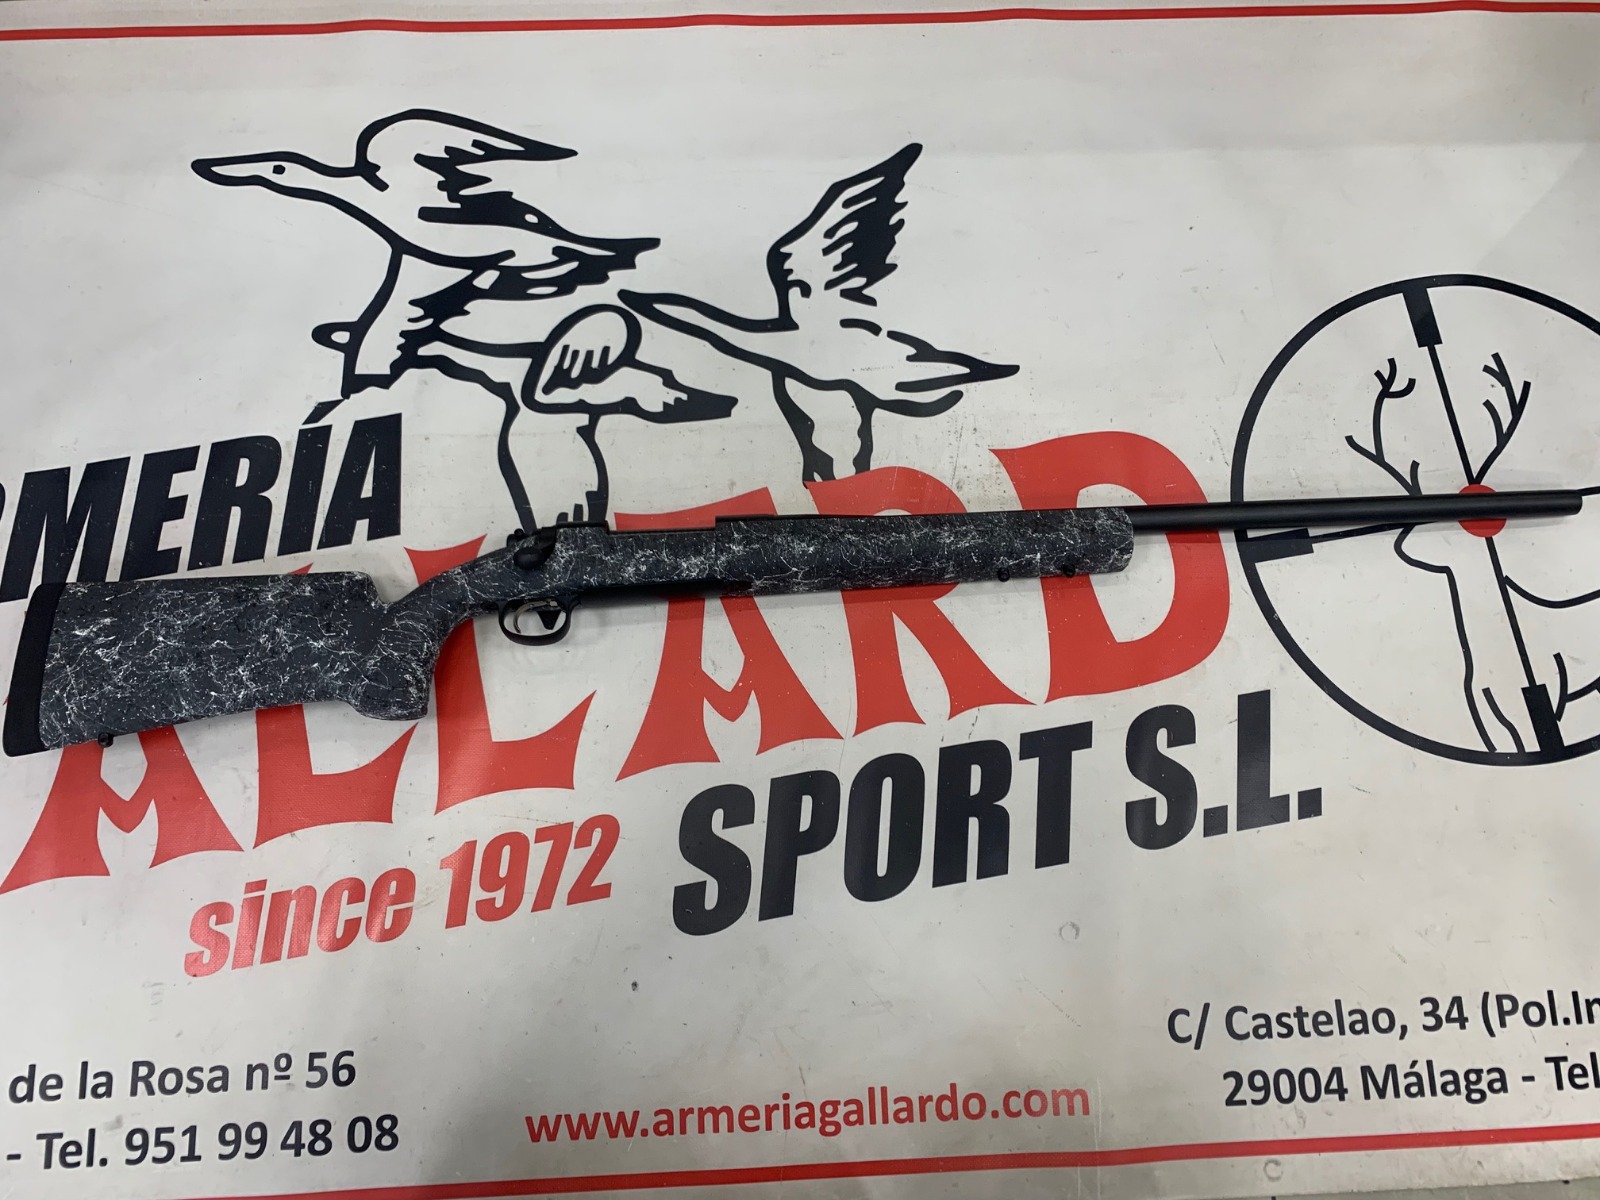 RMERÍA
ALLARDO
since 1972 SPORT S.L.
de la Rosa nº 56
- Tel. 951 99 48 08
www.armeriagallardo.com
C/ Castelao, 34 (Pol.In
29004 Málaga - Tel